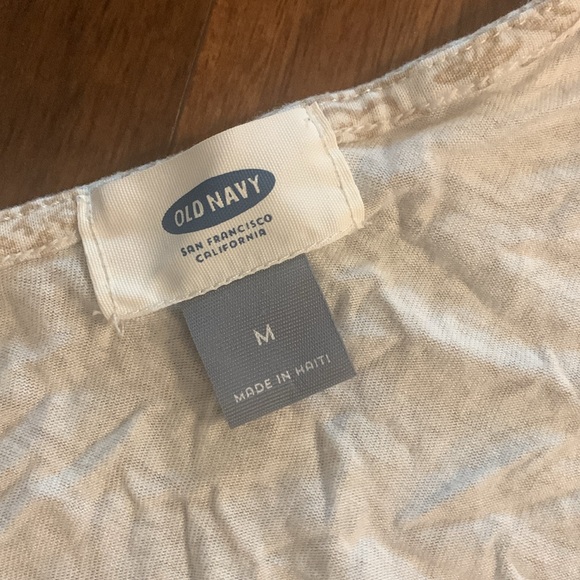 OLD NAVY
SAN FRANCISCO
CALIFORNIA
M
MADE IN HAITI